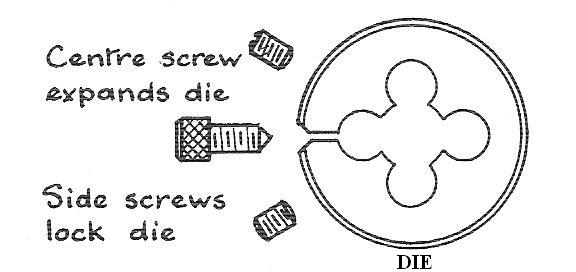 Centre screw
expands die
Side screws
lock die
DIE